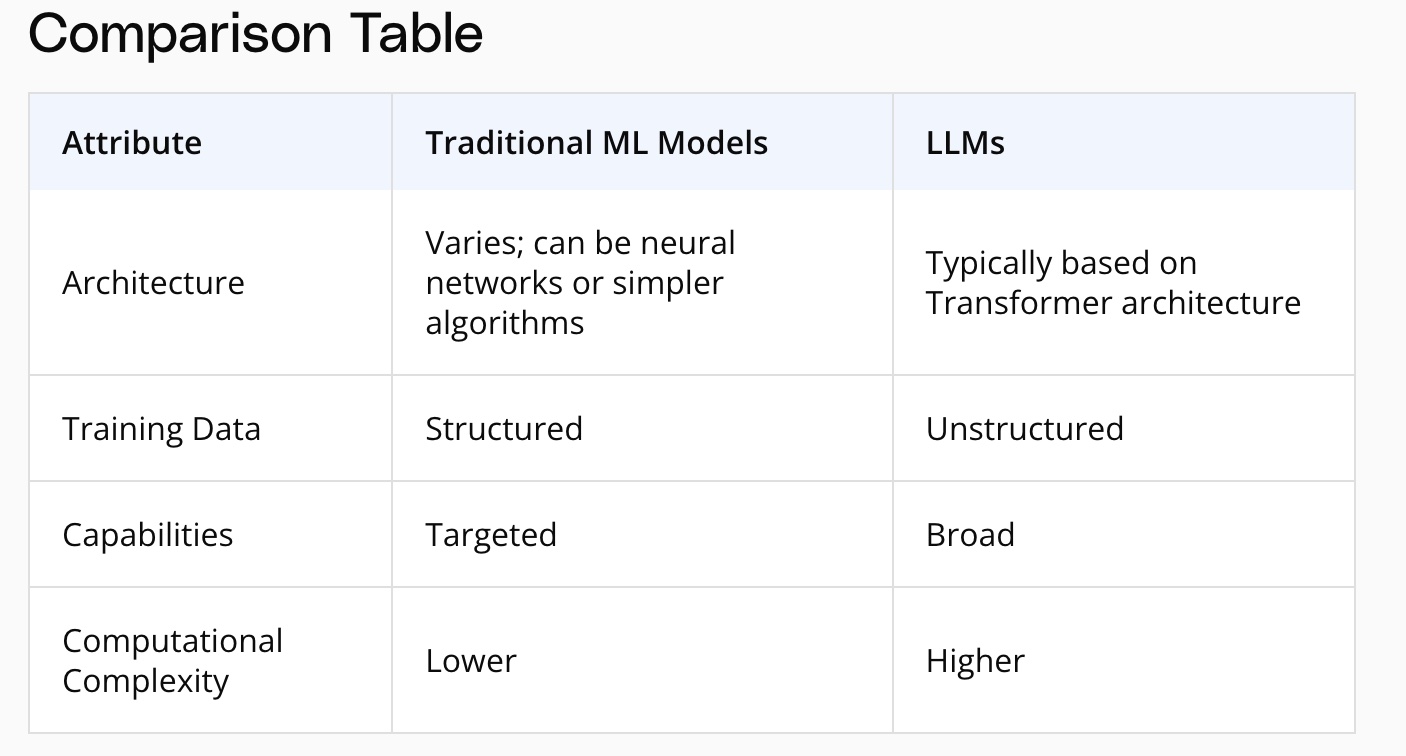 Comparison Table
Attribute
Traditional ML Models
LLMs
Architecture
Varies; can be neural
networks or simpler
algorithms
Typically based on
Transformer architecture
Training Data
Structured
Unstructured
Capabilities
Targeted
Broad
Computational
Complexity
Lower
Higher